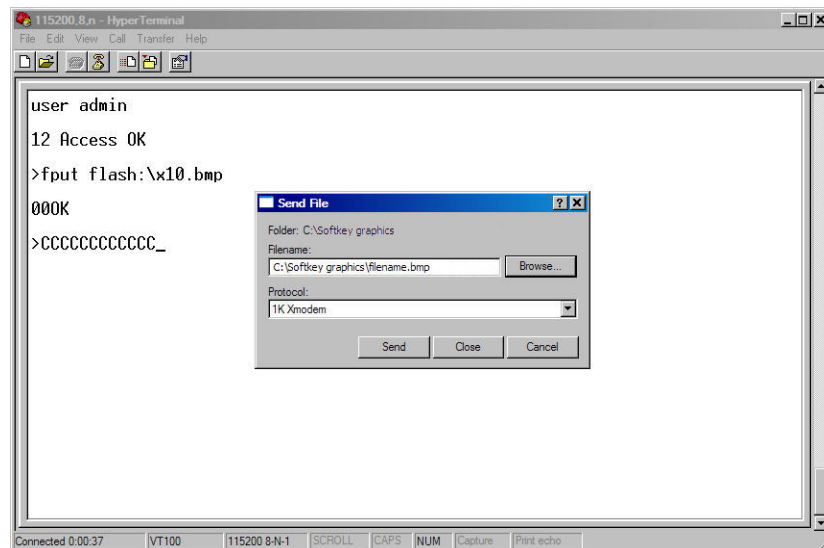 115200,8,n - HyperTerminal
File Edit View Call Transfer Help
user admin
12 Access OK
>fput flash:\x10.bmp
00OK
>CCCCCCCCCCCC_
Send File
Folder: C:\Softkey graphics
Filename:
C:\Softkey graphics\filename.bmp Browse...
Protocol:
1K Xmodem
Send Close Cancel
Connected 0:00:37 VT100 115200 8-N-1 SCROLL CAPS NUM Capture Print echo